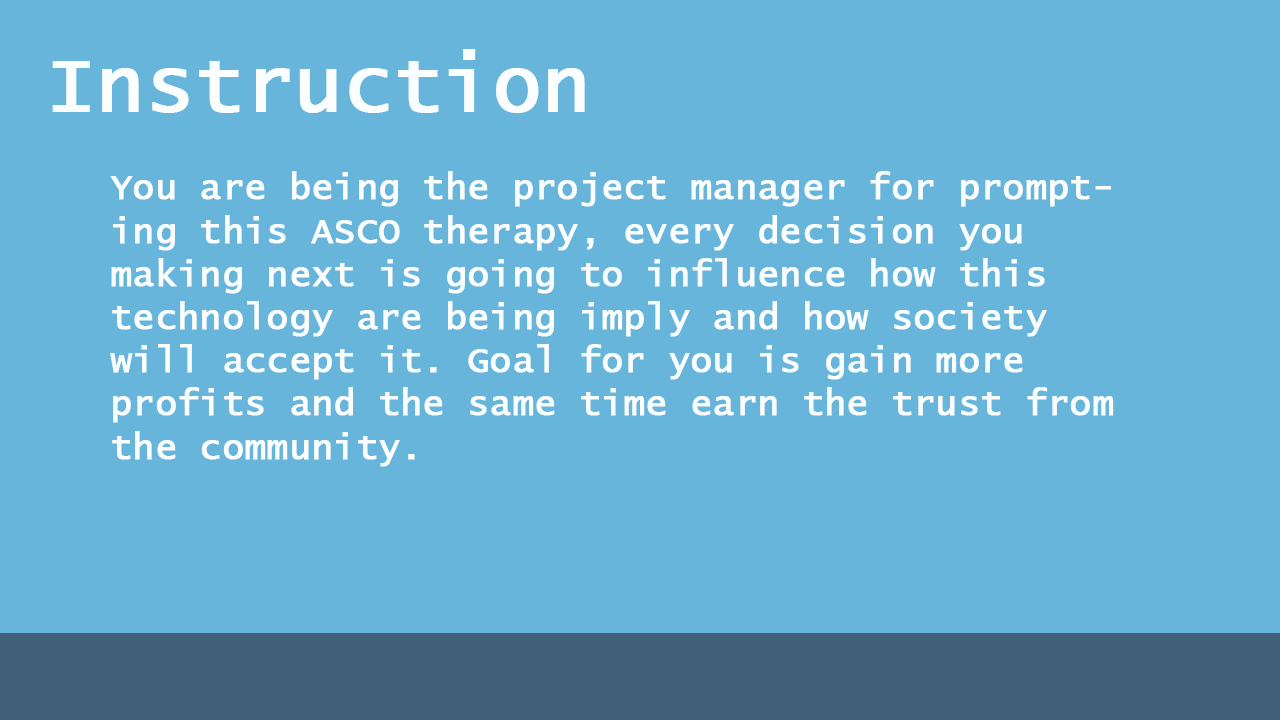 Instruction
You are being the project manager for prompt-
ing this ASCO therapy, every decision you
making next is going to influence how this
technology are being imply and how society
will accept it. Goal for you is gain more
profits and the same time earn the trust from
the community.